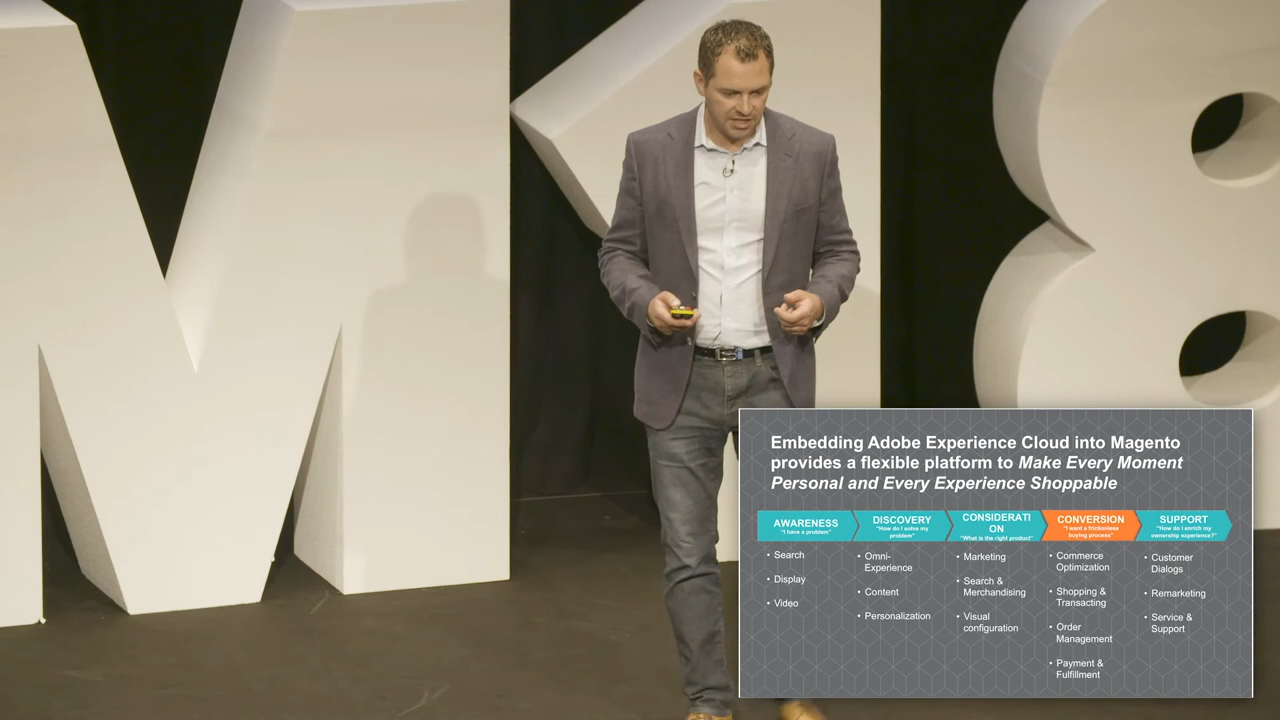 M 1 8
Embedding Adobe Experience Cloud into Magento
provides a flexible platform to Make Every Moment
Personal and Every Experience Shoppable
AWARENESS
"I have a problem"
• Search
• Display
• Video
DISCOVERY
"How do I solve my
problem"
• Omni-
Experience
• Content
• Personalization
CONSIDERATI
ON
"What is the right product"
• Marketing
• Search &
Merchandising
• Visual
configuration
CONVERSION
"I want a frictionless
buying process"
• Commerce
Optimization
• Shopping &
Transacting
• Order
Management
• Payment &
Fulfillment
SUPPORT
"How do I enrich my
ownership experience?"
• Customer
Dialogs
• Remarketing
• Service &
Support